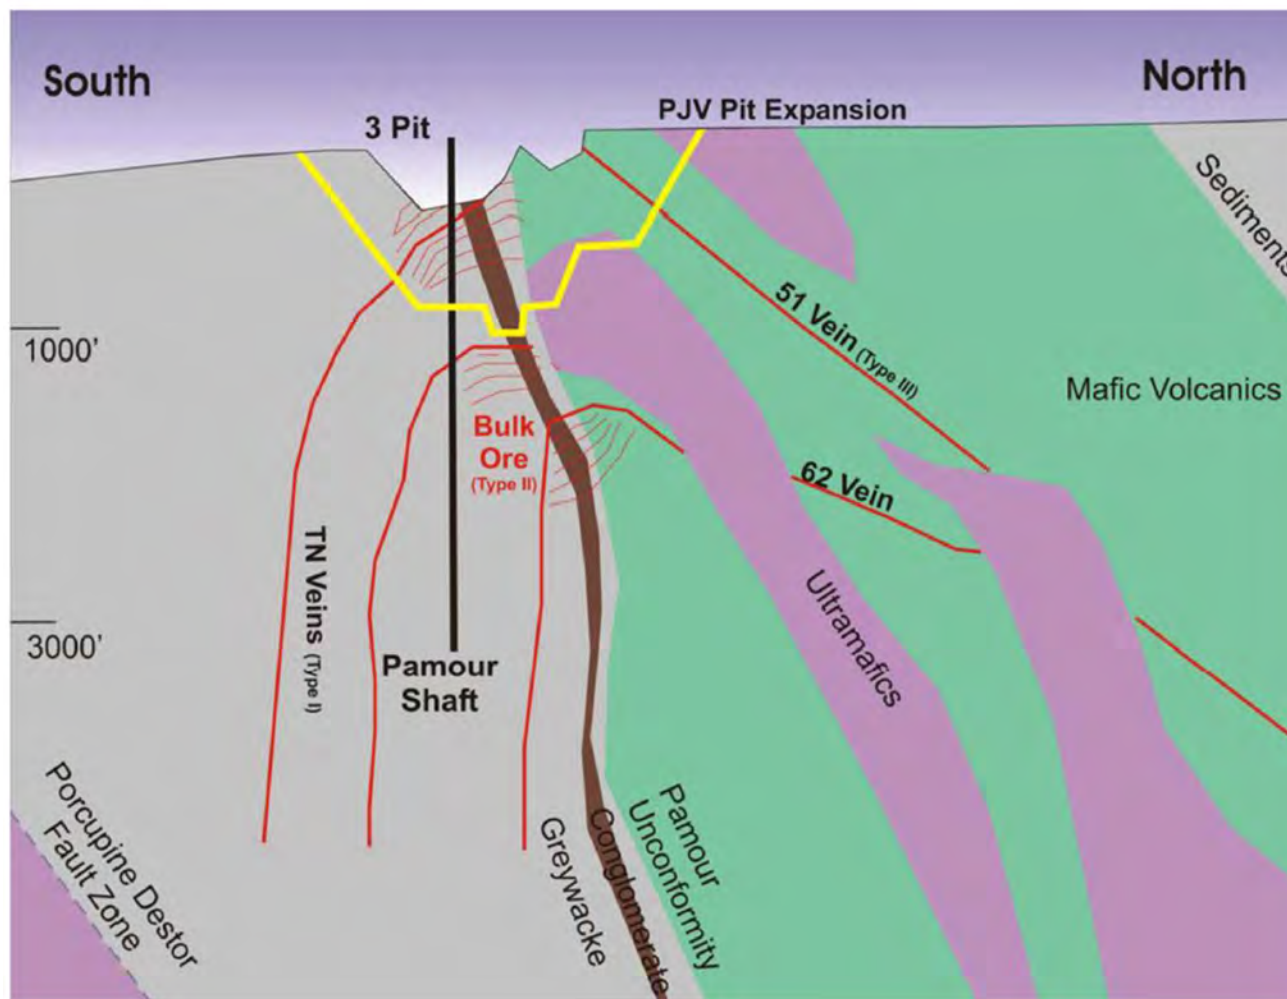 South
North
PJV Pit Expansion
3 Pit
Sediments
1000'
51 Vein (Type III)
Mafic Volcanics
Bulk
Ore
(Type II)
62 Vein
TN Veins (Type I)
Ultramafics
3000'
Pamour
Shaft
Porcupine Destor
Fault Zone
Greywacke
Conglomerate
Pamour
Unconformity